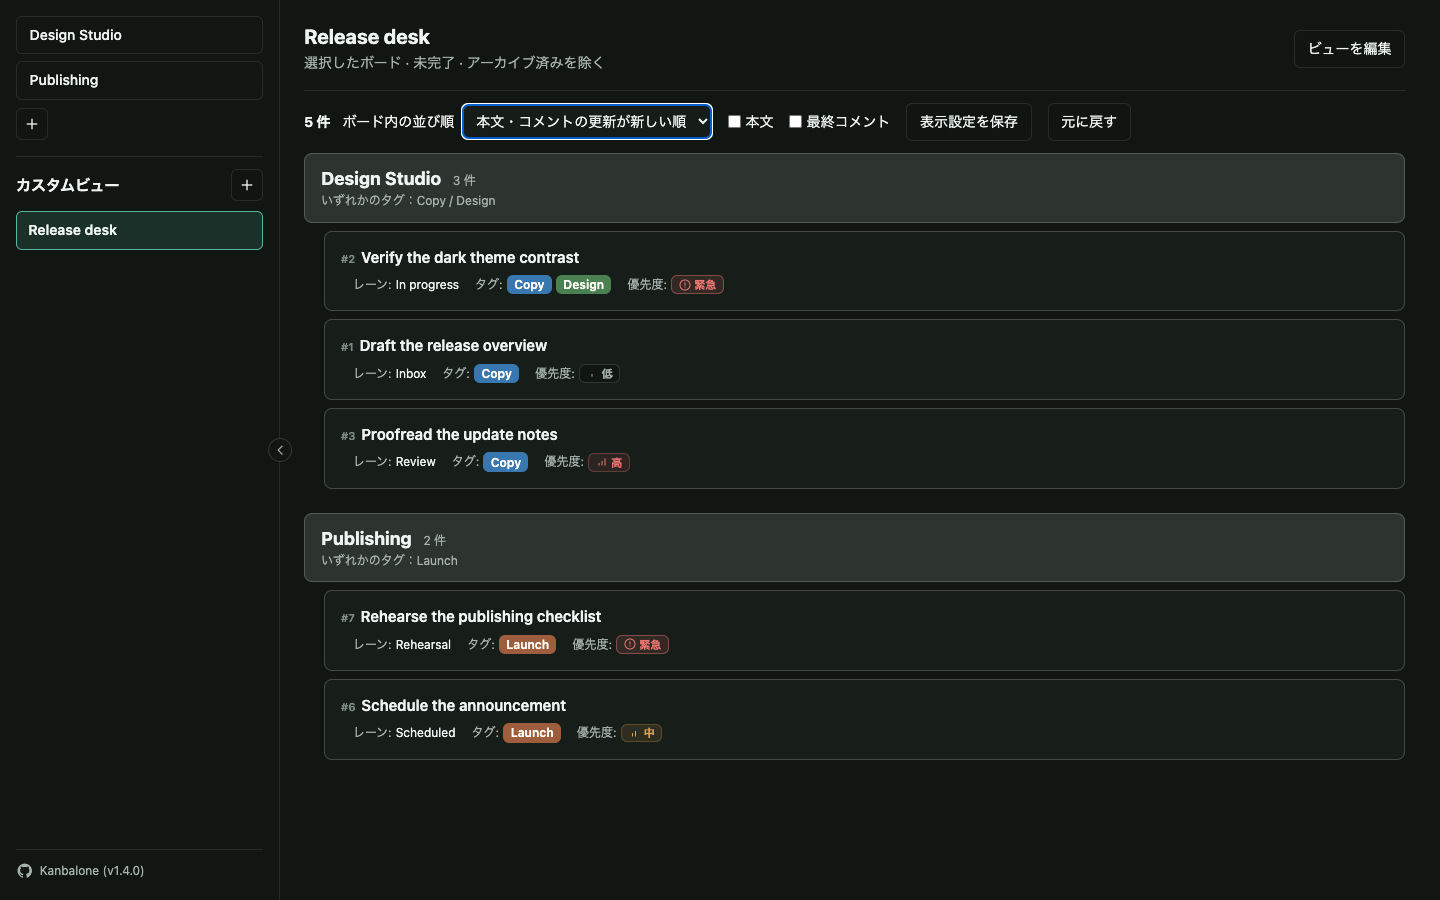 Design Studio
Publishing
+
カスタムビュー +
Release desk
Kanbalone (v1.4.0)
Release desk
選択したボード · 未完了 · アーカイブ済みを除く
ビューを編集
5 件 ボード内の並び順 本文・コメントの更新が新しい順 本文 最終コメント 表示設定を保存 元に戻す
Design Studio 3 件
いずれかのタグ：Copy / Design
#2 Verify the dark theme contrast
レーン: In progress タグ: Copy Design 優先度: 緊急
#1 Draft the release overview
レーン: Inbox タグ: Copy 優先度: 低
#3 Proofread the update notes
レーン: Review タグ: Copy 優先度: 高
Publishing 2 件
いずれかのタグ：Launch
#7 Rehearse the publishing checklist
レーン: Rehearsal タグ: Launch 優先度: 緊急
#6 Schedule the announcement
レーン: Scheduled タグ: Launch 優先度: 中